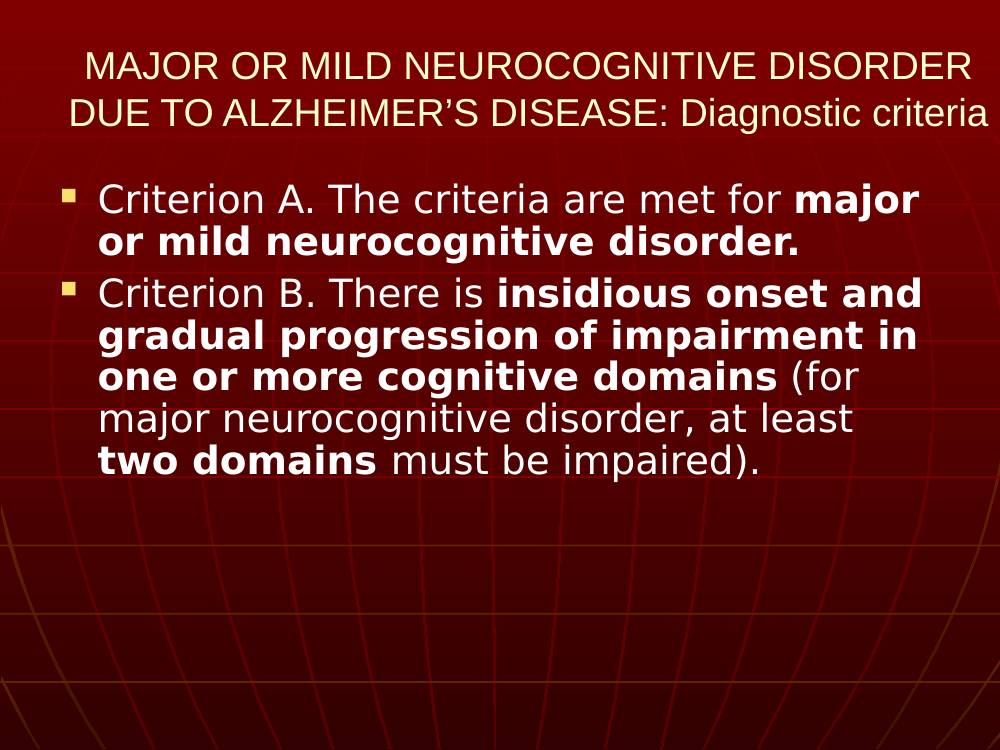 MAJOR OR MILD NEUROCOGNITIVE DISORDER
DUE TO ALZHEIMER’S DISEASE: Diagnostic criteria
Criterion A. The criteria are met for major
or mild neurocognitive disorder.
Criterion B. There is insidious onset and
gradual progression of impairment in
one or more cognitive domains (for
major neurocognitive disorder, at least
two domains must be impaired).